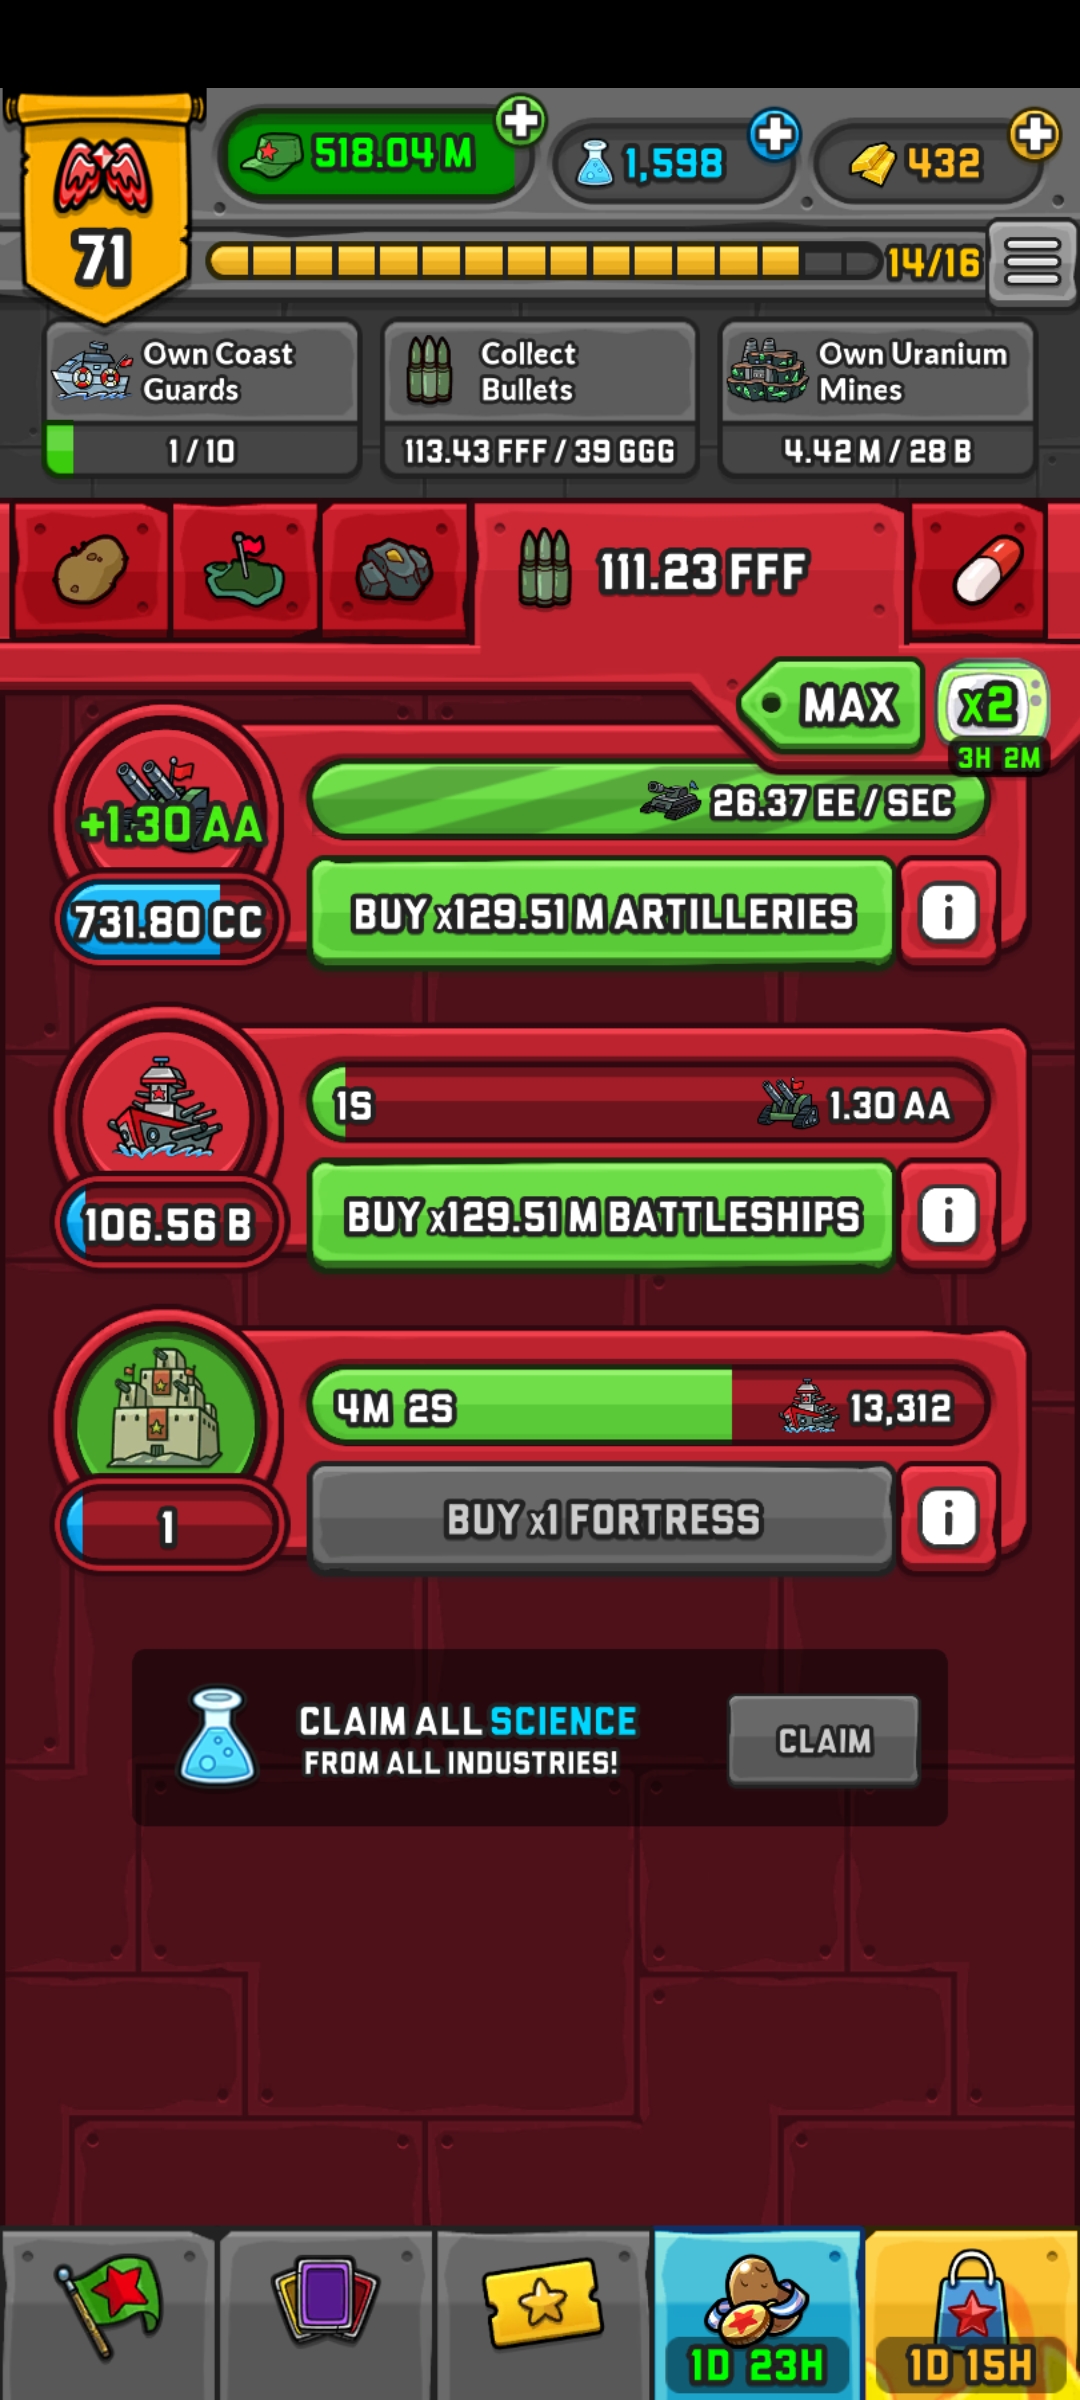 71
518.04 M
1,598
432
14/16
Own Coast
Guards
1 / 10
Collect
Bullets
113.43 FFF / 39 GGG
Own Uranium
Mines
4.42 M / 28 B
111.23 FFF
MAX
x2
3H 2M
+1.30 AA
26.37 EE / SEC
731.80 CC
BUY x129.51 M ARTILLERIES
i
1S
1.30 AA
106.56 B
BUY x129.51 M BATTLESHIPS
i
4M 2S
13,312
1
BUY x1 FORTRESS
i
CLAIM ALL SCIENCE
FROM ALL INDUSTRIES!
CLAIM
1D 23H
1D 15H